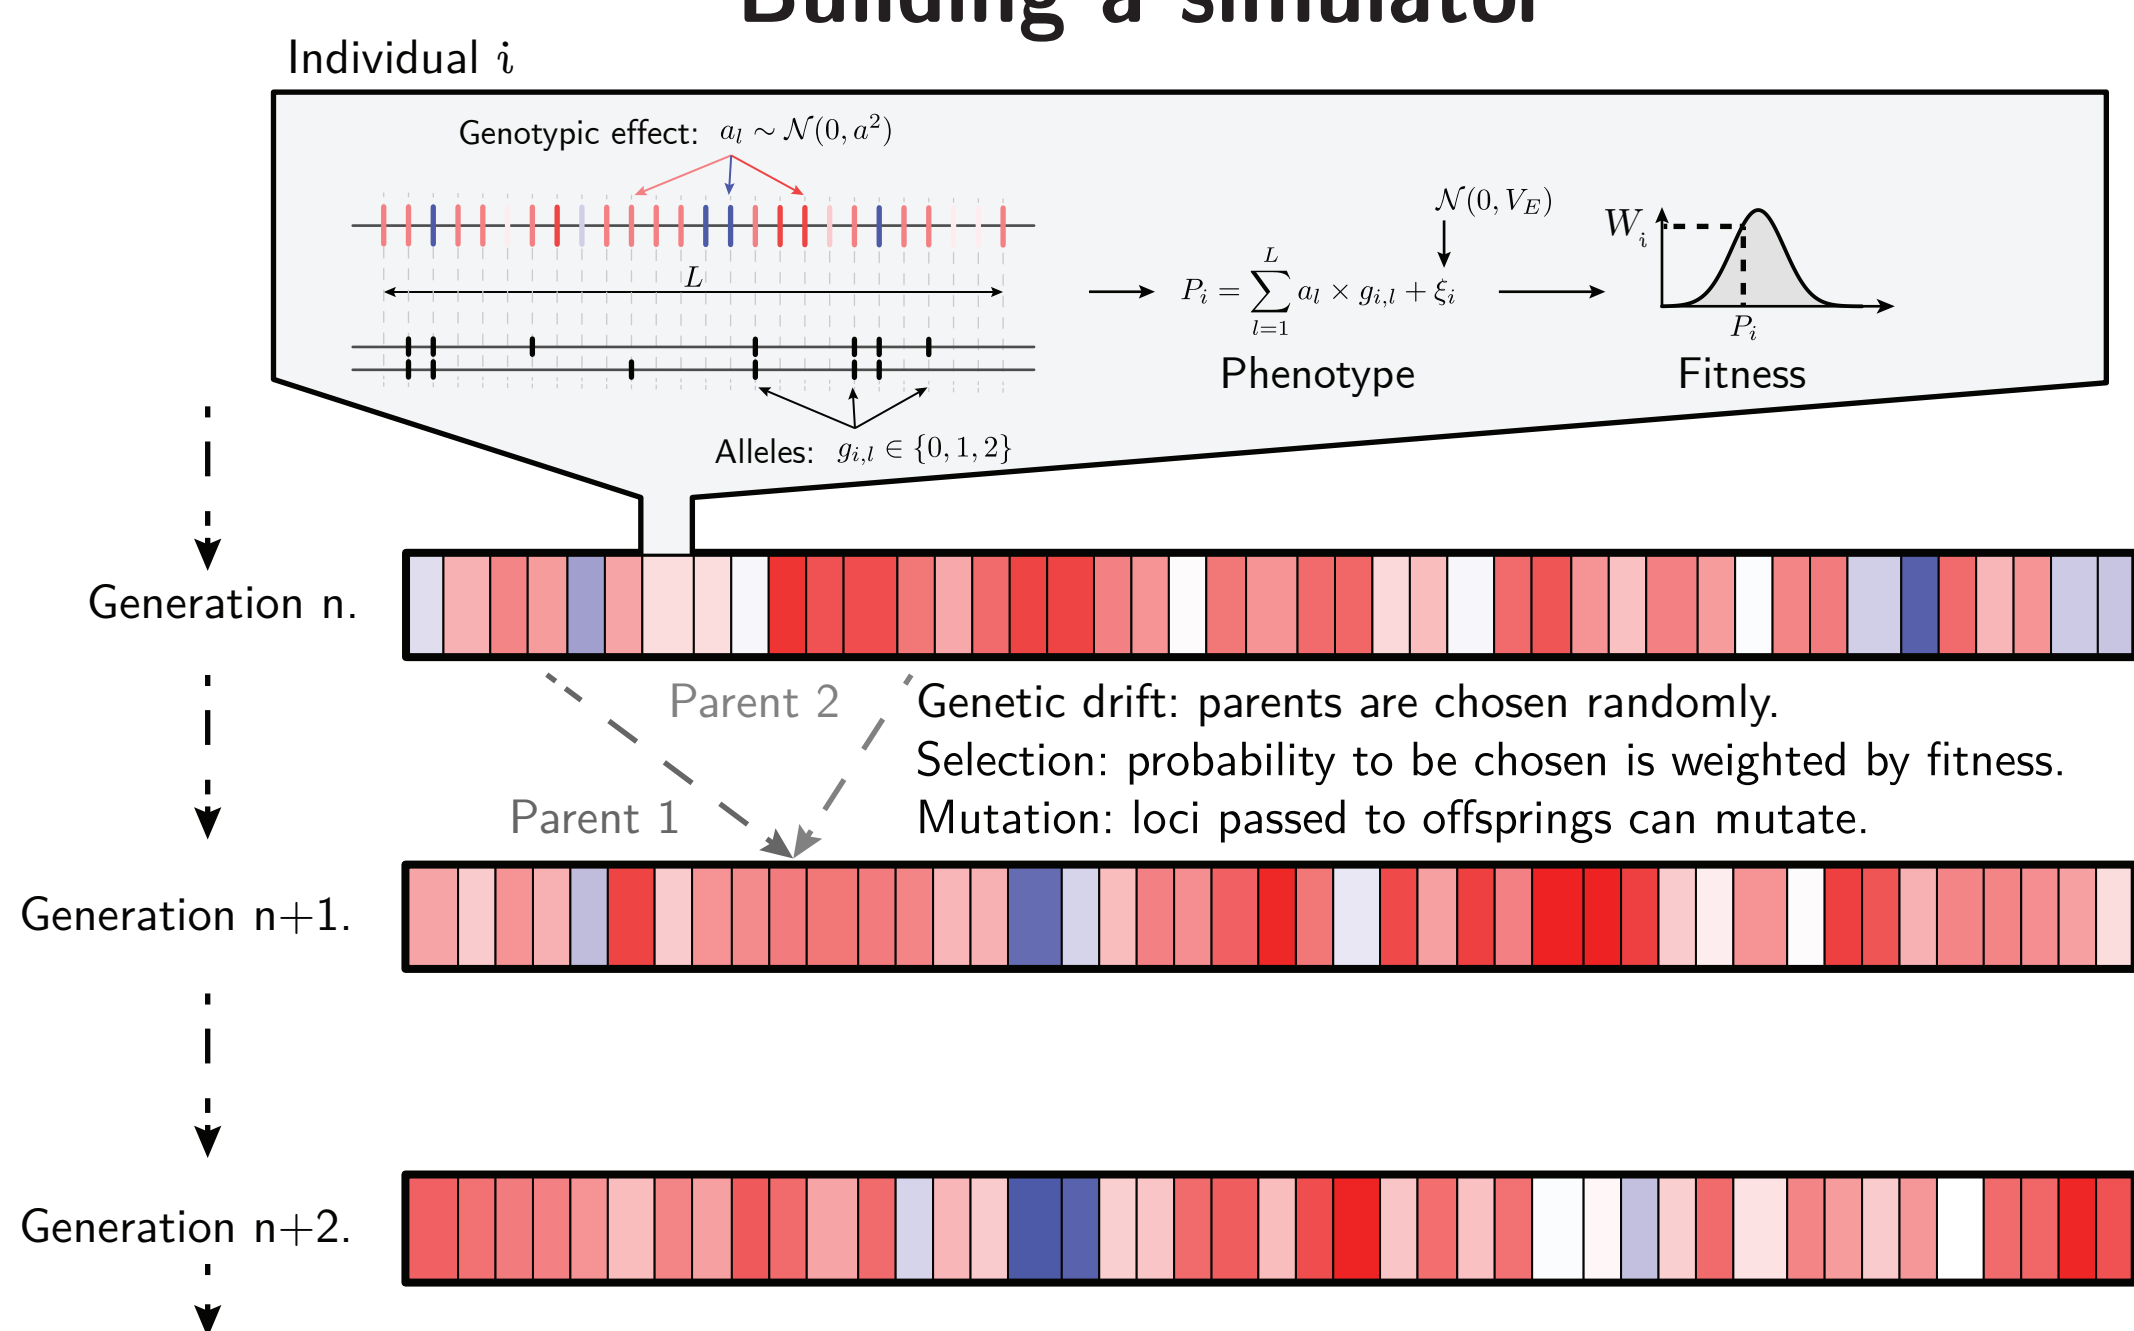 Building a simulator
Individual i
Genotypic effect: a_l ∼ 𝒩(0, a²)
L
𝒩(0, V_E)
P_i = ∑_{l=1}^{L} a_l × g_{i,l} + ξ_i
W_i
P_i
Phenotype
Fitness
Alleles: g_{i,l} ∈ {0, 1, 2}
Generation n.
Parent 2
Parent 1
Genetic drift: parents are chosen randomly.
Selection: probability to be chosen is weighted by fitness.
Mutation: loci passed to offsprings can mutate.
Generation n+1.
Generation n+2.